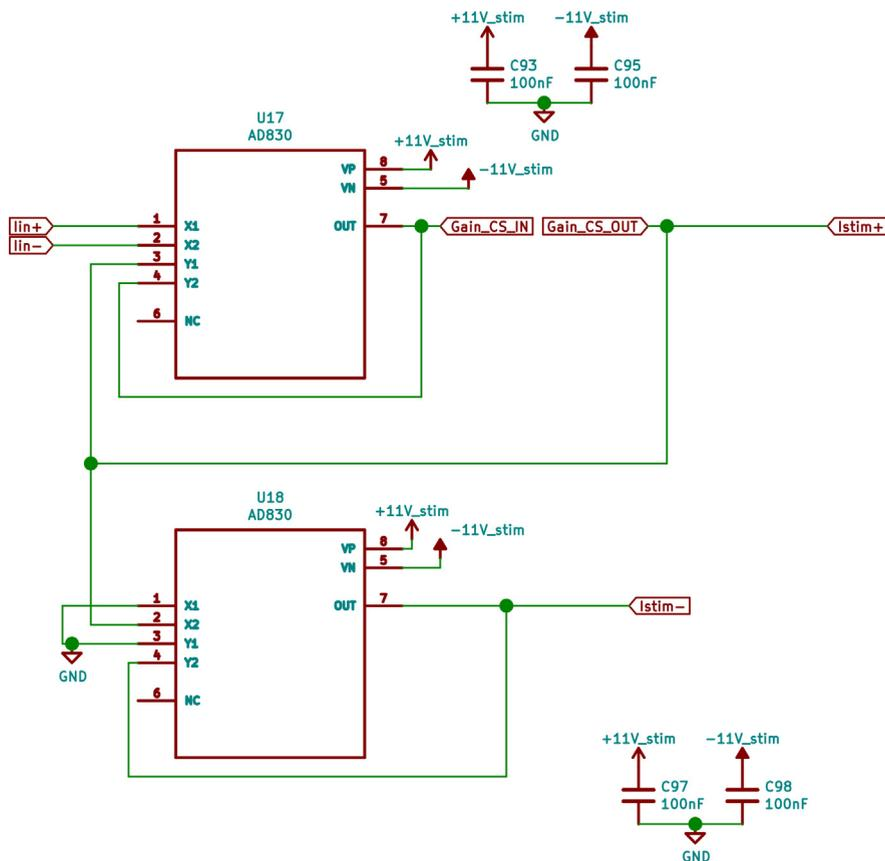 +11V_stim
-11V_stim
C93
100nF
C95
100nF
GND
U17
AD830
+11V_stim
-11V_stim
VP 8
VN 5
Iin+
1 X1
OUT 7
Gain_CS_IN
Gain_CS_OUT
Istim+
Iin-
2 X2
3 Y1
4 Y2
6 NC
U18
AD830
+11V_stim
-11V_stim
VP 8
VN 5
1 X1
OUT 7
Istim-
2 X2
3 Y1
4 Y2
GND
6 NC
+11V_stim
-11V_stim
C97
100nF
C98
100nF
GND